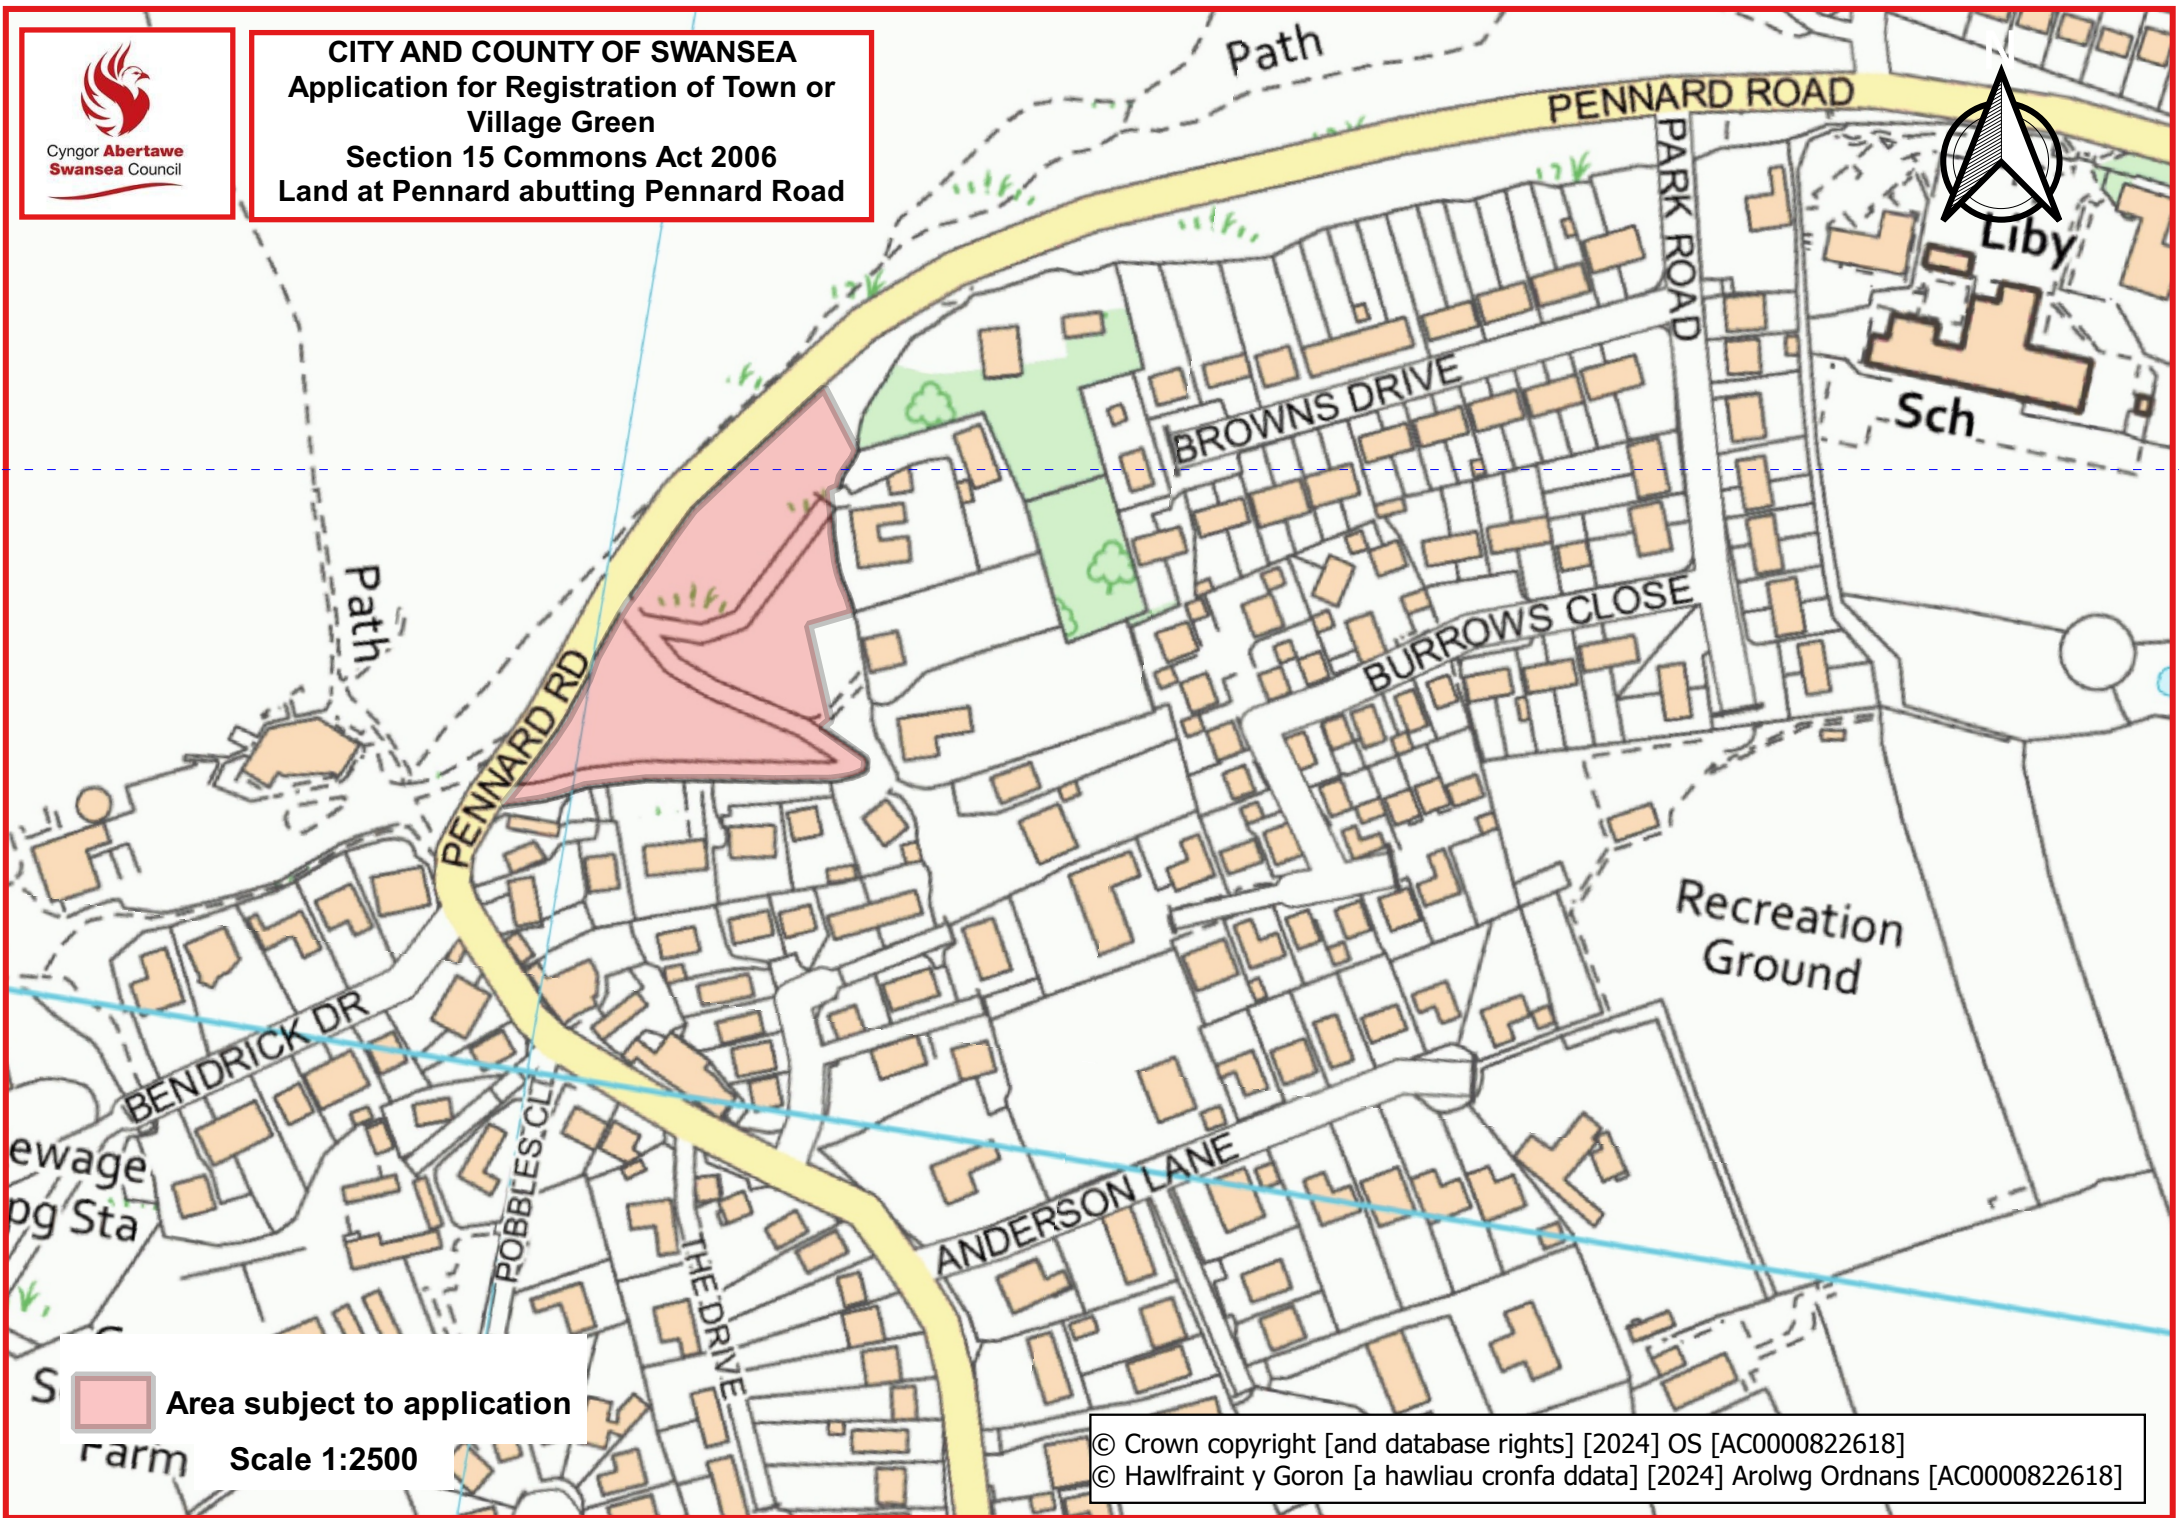 Cyngor Abertawe
Swansea Council
CITY AND COUNTY OF SWANSEA
Application for Registration of Town or
Village Green
Section 15 Commons Act 2006
Land at Pennard abutting Pennard Road
Path
PENNARD ROAD
N
PARK ROAD
Liby
Sch
BROWNS DRIVE
Path
BURROWS CLOSE
PENNARD RD
PENNARD RD
Recreation
Ground
BENDRICK DR
POBBLES CL
ANDERSON LANE
THE DRIVE
ewage
pg Sta
Farm
Area subject to application
Scale 1:2500
© Crown copyright [and database rights] [2024] OS [AC0000822618]
© Hawlfraint y Goron [a hawliau cronfa ddata] [2024] Arolwg Ordnans [AC0000822618]